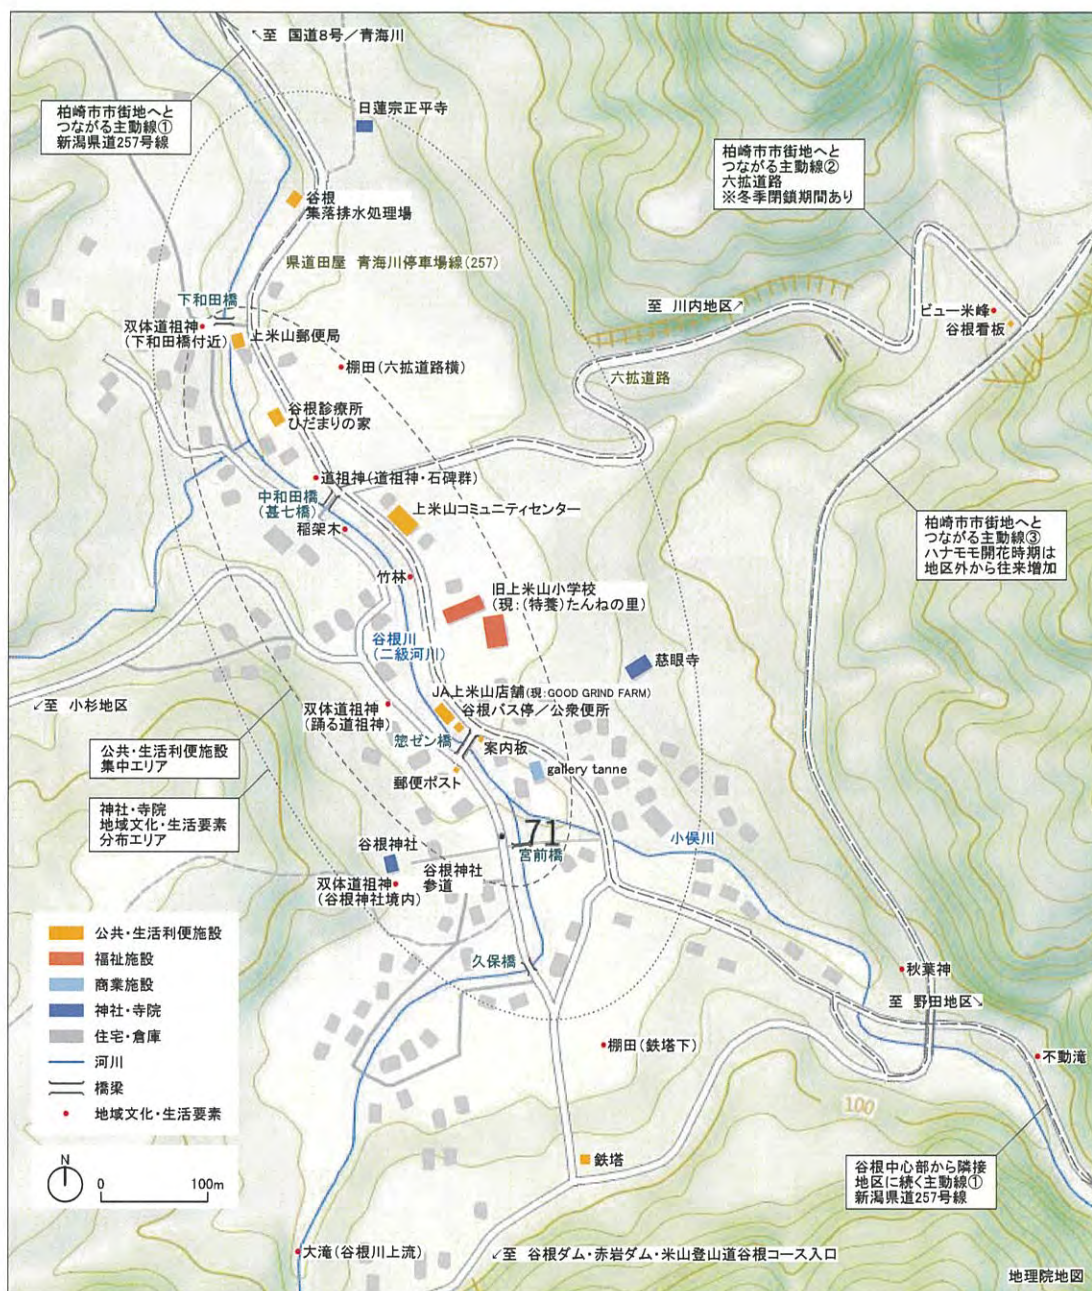 ↖至 国道8号／青海川
柏崎市市街地へと
つながる主動線①
新潟県道257号線
日蓮宗正平寺
柏崎市市街地へと
つながる主動線②
六拡道路
※冬季閉鎖期間あり
谷根
集落排水処理場
県道田屋 青海川停車場線(257)
下和田橋
至 川内地区↗
ビュー米峰
谷根看板
双体道祖神
(下和田橋付近)
上米山郵便局
棚田(六拡道路横)
六拡道路
谷根診療所
ひだまりの家
道祖神(道祖神・石碑群)
中和田橋
(甚七橋)
上米山コミュニティセンター
稲架木
柏崎市市街地へと
つながる主動線③
ハナモモ開花時期は
地区外から往来増加
竹林
旧上米山小学校
(現:(特養)たんねの里)
谷根川
(二級河川)
慈眼寺
↙至 小杉地区
JA上米山店舗(現:GOOD GRIND FARM)
谷根バス停／公衆便所
双体道祖神
(踊る道祖神)
惣ゼン橋
案内板
公共・生活利便施設
集中エリア
郵便ポスト
gallery tanne
神社・寺院
地域文化・生活要素
分布エリア
71
宮前橋
小俣川
谷根神社
谷根神社
参道
双体道祖神
(谷根神社境内)
公共・生活利便施設
福祉施設
商業施設
神社・寺院
住宅・倉庫
河川
橋梁
地域文化・生活要素
久保橋
秋葉神
至 野田地区↘
棚田(鉄塔下)
不動滝
100
N
0 100m
鉄塔
谷根中心部から隣接
地区に続く主動線①
新潟県道257号線
大滝(谷根川上流)
↙至 谷根ダム・赤岩ダム・米山登山道谷根コース入口
地理院地図